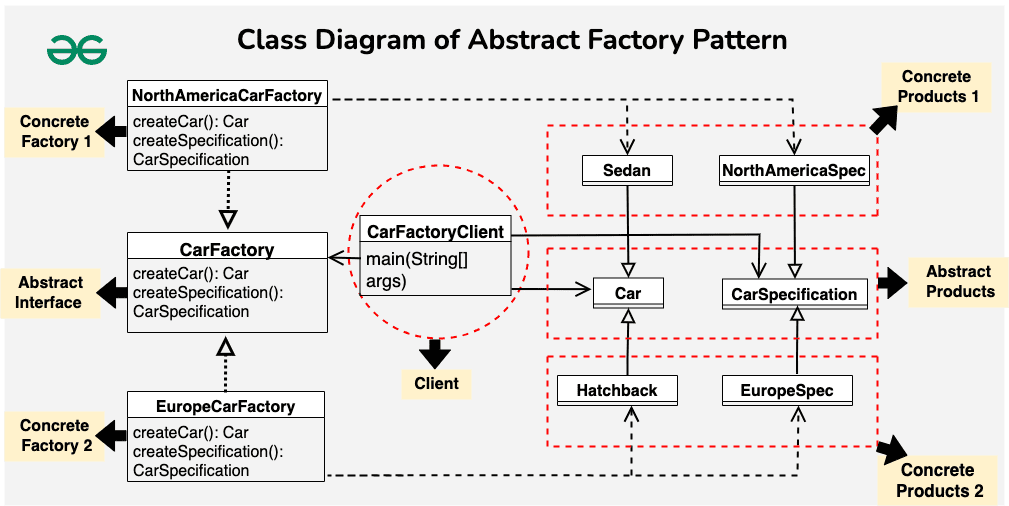 Class Diagram of Abstract Factory Pattern
Concrete
Factory 1
NorthAmericaCarFactory
createCar(): Car
createSpecification():
CarSpecification
Concrete
Products 1
Sedan
NorthAmericaSpec
Abstract
Interface
CarFactory
createCar(): Car
createSpecification():
CarSpecification
CarFactoryClient
main(String[]
args)
Client
Car
CarSpecification
Abstract
Products
Concrete
Factory 2
EuropeCarFactory
createCar(): Car
createSpecification():
CarSpecification
Hatchback
EuropeSpec
Concrete
Products 2